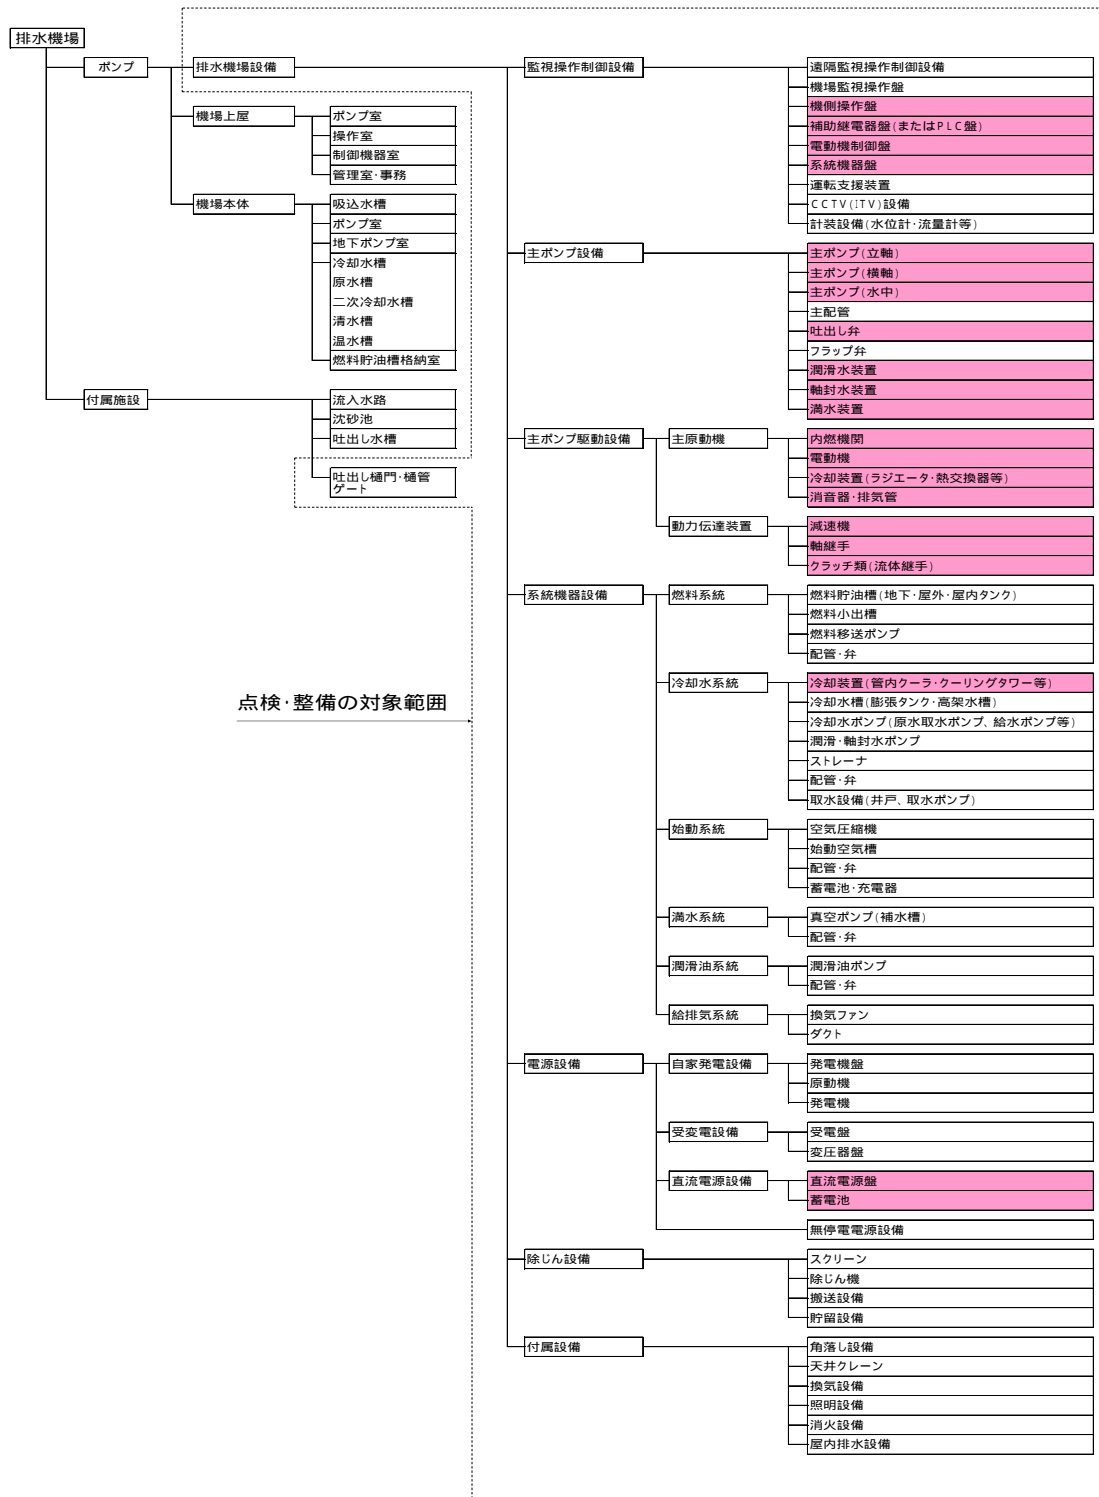 排水機場
ポンプ
排水機場設備
機場上屋
ポンプ室
操作室
制御機器室
管理室・事務
機場本体
吸込水槽
ポンプ室
地下ポンプ室
冷却水槽
原水槽
二次冷却水槽
清水槽
温水槽
燃料貯油槽格納室
付属施設
流入水路
沈砂池
吐出し水槽
吐出し樋門・樋管
ゲート
点検・整備の対象範囲
監視操作制御設備
遠隔監視操作制御設備
機場監視操作盤
機側操作盤
補助継電器盤(またはPLC盤)
電動機制御盤
系統機器盤
運転支援装置
CCTV(ITV)設備
計装設備(水位計・流量計等)
主ポンプ設備
主ポンプ(立軸)
主ポンプ(横軸)
主ポンプ(水中)
主配管
吐出し弁
フラップ弁
潤滑水装置
軸封水装置
満水装置
主ポンプ駆動設備
主原動機
内燃機関
電動機
冷却装置(ラジエータ・熱交換器等)
消音器・排気管
動力伝達装置
減速機
軸継手
クラッチ類(流体継手)
系統機器設備
燃料系統
燃料貯油槽(地下・屋外・屋内タンク)
燃料小出槽
燃料移送ポンプ
配管・弁
冷却水系統
冷却装置(管内クーラ・クーリングタワー等)
冷却水槽(膨張タンク・高架水槽)
冷却水ポンプ(原水取水ポンプ、給水ポンプ等)
潤滑・軸封水ポンプ
ストレーナ
配管・弁
取水設備(井戸、取水ポンプ)
始動系統
空気圧縮機
始動空気槽
配管・弁
蓄電池・充電器
満水系統
真空ポンプ(補水槽)
配管・弁
潤滑油系統
潤滑油ポンプ
配管・弁
給排気系統
換気ファン
ダクト
電源設備
自家発電設備
発電機盤
原動機
発電機
受変電設備
受電盤
変圧器盤
直流電源設備
直流電源盤
蓄電池
無停電電源設備
除じん設備
スクリーン
除じん機
搬送設備
貯留設備
付属設備
角落し設備
天井クレーン
換気設備
照明設備
消火設備
屋内排水設備